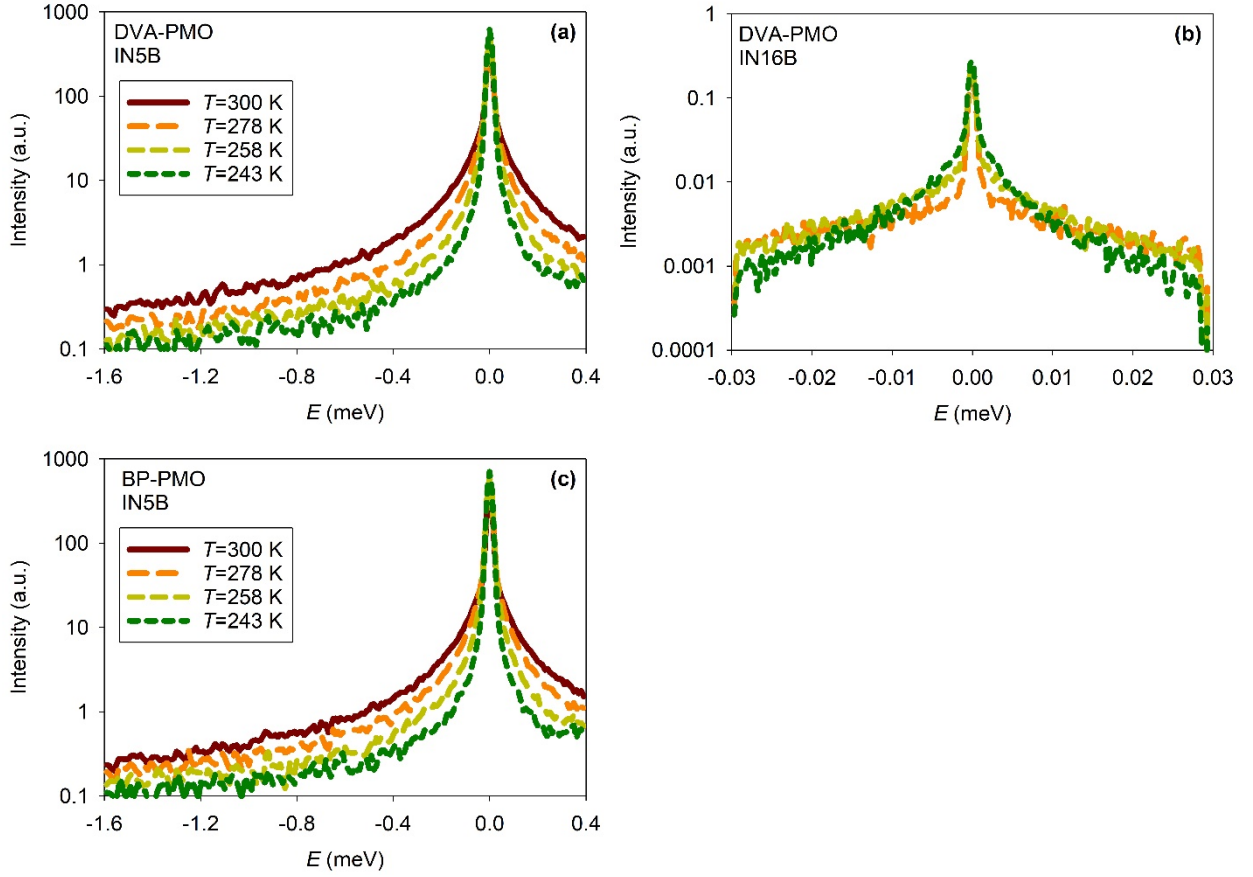 DVA-PMO
IN5B
(a)
T=300 K
T=278 K
T=258 K
T=243 K
Intensity (a.u.)
1000
100
10
1
0.1
-1.6 -1.2 -0.8 -0.4 0.0 0.4
E (meV)
DVA-PMO
IN16B
(b)
Intensity (a.u.)
1
0.1
0.01
0.001
0.0001
-0.03 -0.02 -0.01 0.00 0.01 0.02 0.03
E (meV)
BP-PMO
IN5B
(c)
T=300 K
T=278 K
T=258 K
T=243 K
Intensity (a.u.)
1000
100
10
1
0.1
-1.6 -1.2 -0.8 -0.4 0.0 0.4
E (meV)